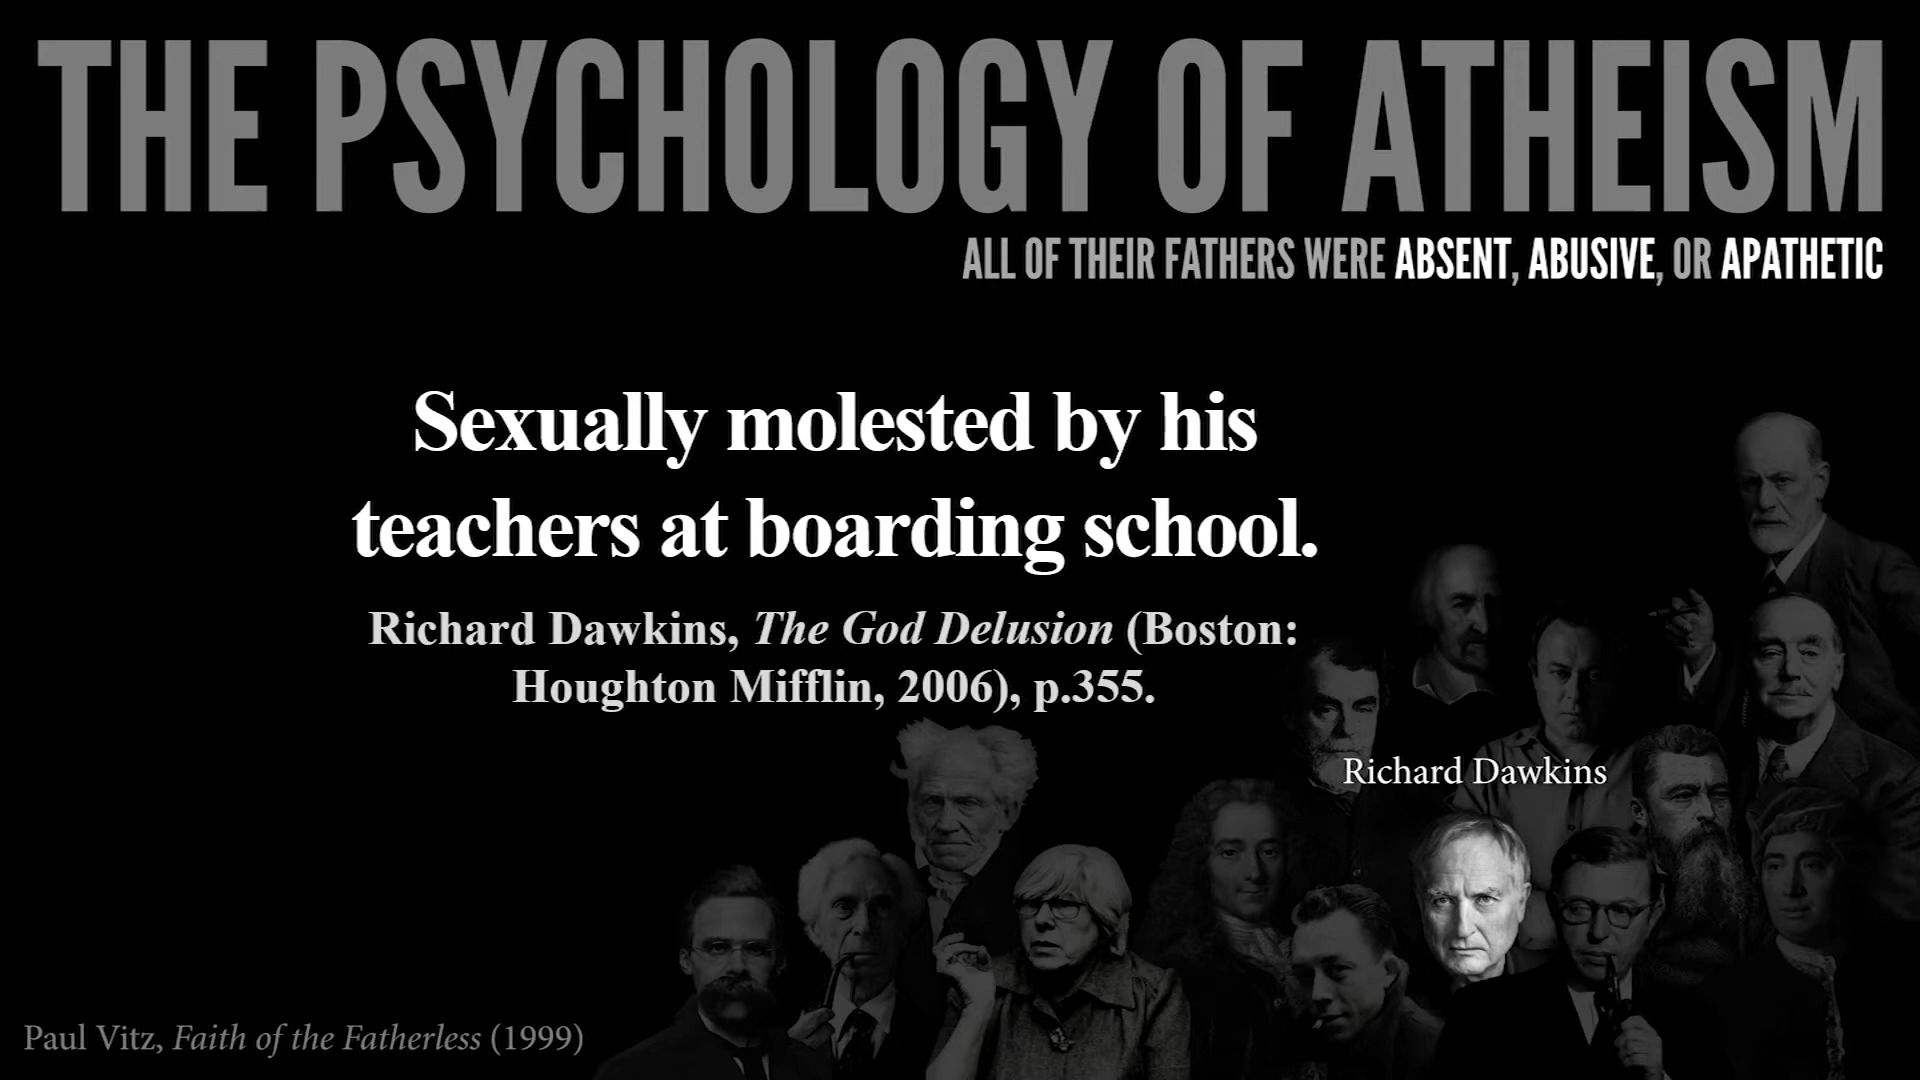 THE PSYCHOLOGY OF ATHEISM
ALL OF THEIR FATHERS WERE ABSENT, ABUSIVE, OR APATHETIC
Sexually molested by his
teachers at boarding school.
Richard Dawkins, The God Delusion (Boston:
Houghton Mifflin, 2006), p.355.
Richard Dawkins
Paul Vitz, Faith of the Fatherless (1999)